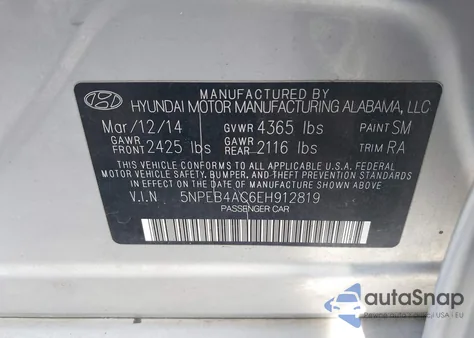 MANUFACTURED BY
HYUNDAI MOTOR MANUFACTURING ALABAMA, LLC
Mar/12/14 GVWR 4365 lbs PAINT SM
GAWR FRONT 2425 lbs GAWR REAR 2116 lbs TRIM RA
THIS VEHICLE CONFORMS TO ALL APPLICABLE U.S.A. FEDERAL
MOTOR VEHICLE SAFETY, BUMPER, AND THEFT PREVENTION STANDARDS
IN EFFECT ON THE DATE OF MANUFACTURE SHOWN ABOVE.
V.I.N 5NPEB4AC6EH912819
PASSENGER CAR
autoSnap